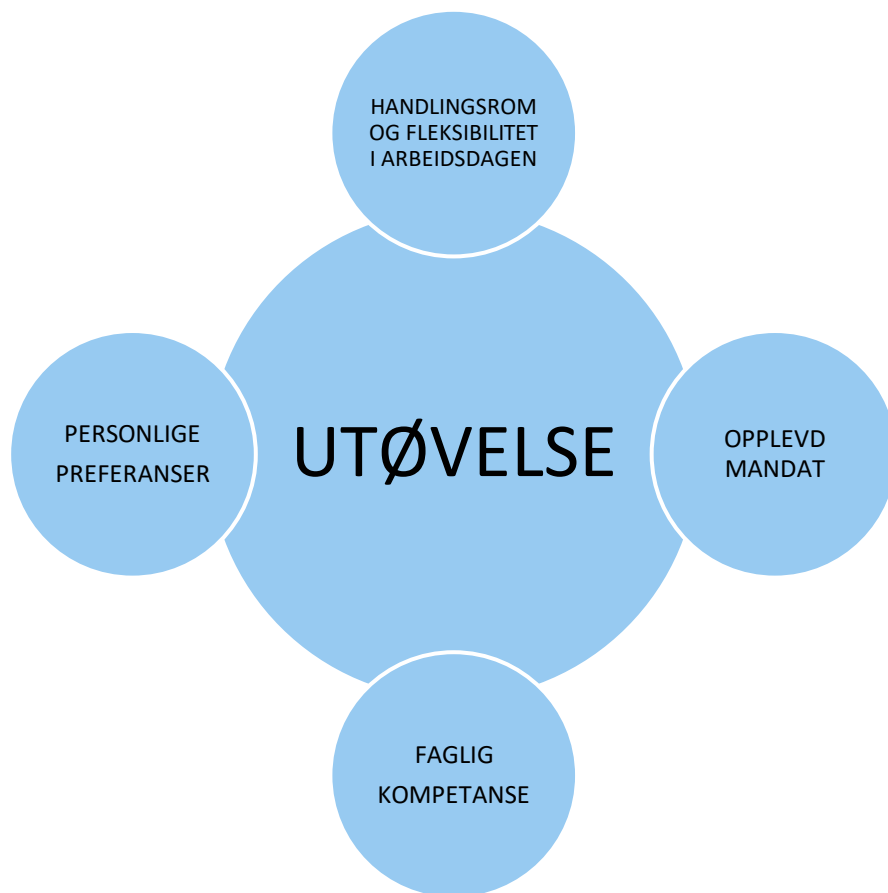 HANDLINGSROM
OG FLEKSIBILITET
I ARBEIDSDAGEN
PERSONLIGE
PREFERANSER
UTØVELSE
OPPLEVD
MANDAT
FAGLIG
KOMPETANSE